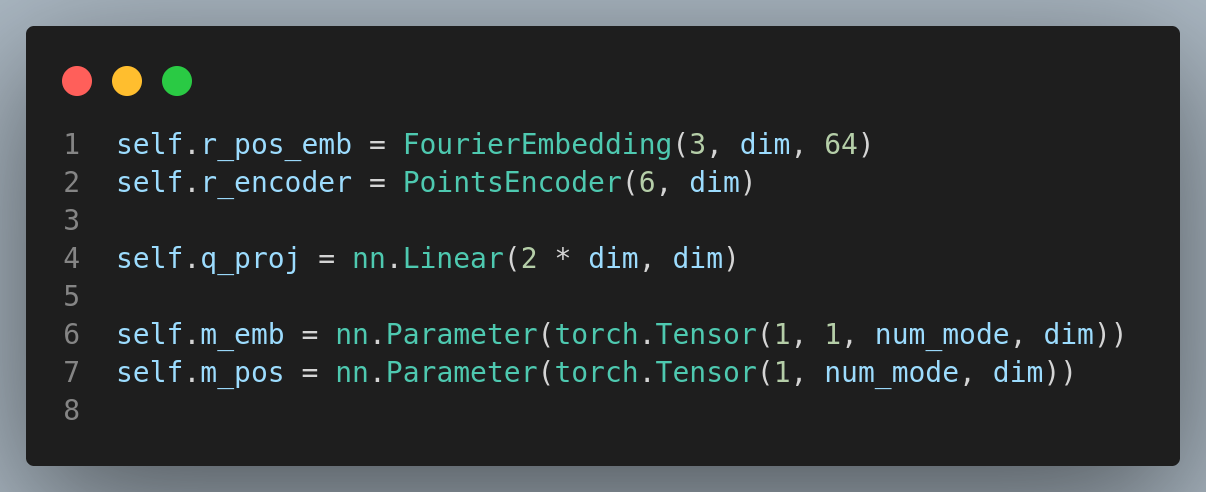 1 self.r_pos_emb = FourierEmbedding(3, dim, 64)
2 self.r_encoder = PointsEncoder(6, dim)
3
4 self.q_proj = nn.Linear(2 * dim, dim)
5
6 self.m_emb = nn.Parameter(torch.Tensor(1, 1, num_mode, dim))
7 self.m_pos = nn.Parameter(torch.Tensor(1, num_mode, dim))
8